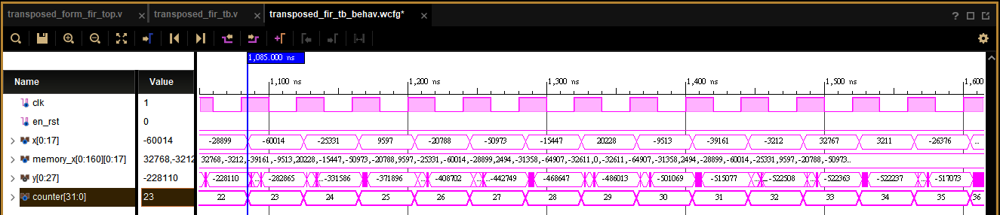 transposed_form_fir_top.v × transposed_fir_tb.v × transposed_fir_tb_behav.wcfg* × ?
1,085.000 ns
Name Value 1,100 ns 1,200 ns 1,300 ns 1,400 ns 1,500 ns 1,600
clk 1
en_rst 0
x[0:17] -60014 -28899 -60014 -25331 9597 -20788 -50973 -15447 20228 -9513 -39161 -3212 32767 3211 -26376 ...
memory_x[0:160][0:17] 32768,-3212 32768,-3212,-39161,-9513,20228,-15447,-50973,-20788,9597,-25331,-60014,-28899,2494,-31358,-64907,-32611,0,-32611,-64907,-31358,2494,-28899,-60014,-25331,9597,-20788,-50973...
y[0:27] -228110 -228110 ... -282865 ... -331586 -371896 ... -408702 ... -442749 -468647 -486013 -501069 -515077 ... -522508 -522363 -522237 ... -517073
counter[31:0] 23 22 23 24 25 26 27 28 29 30 31 32 33 34 35 36